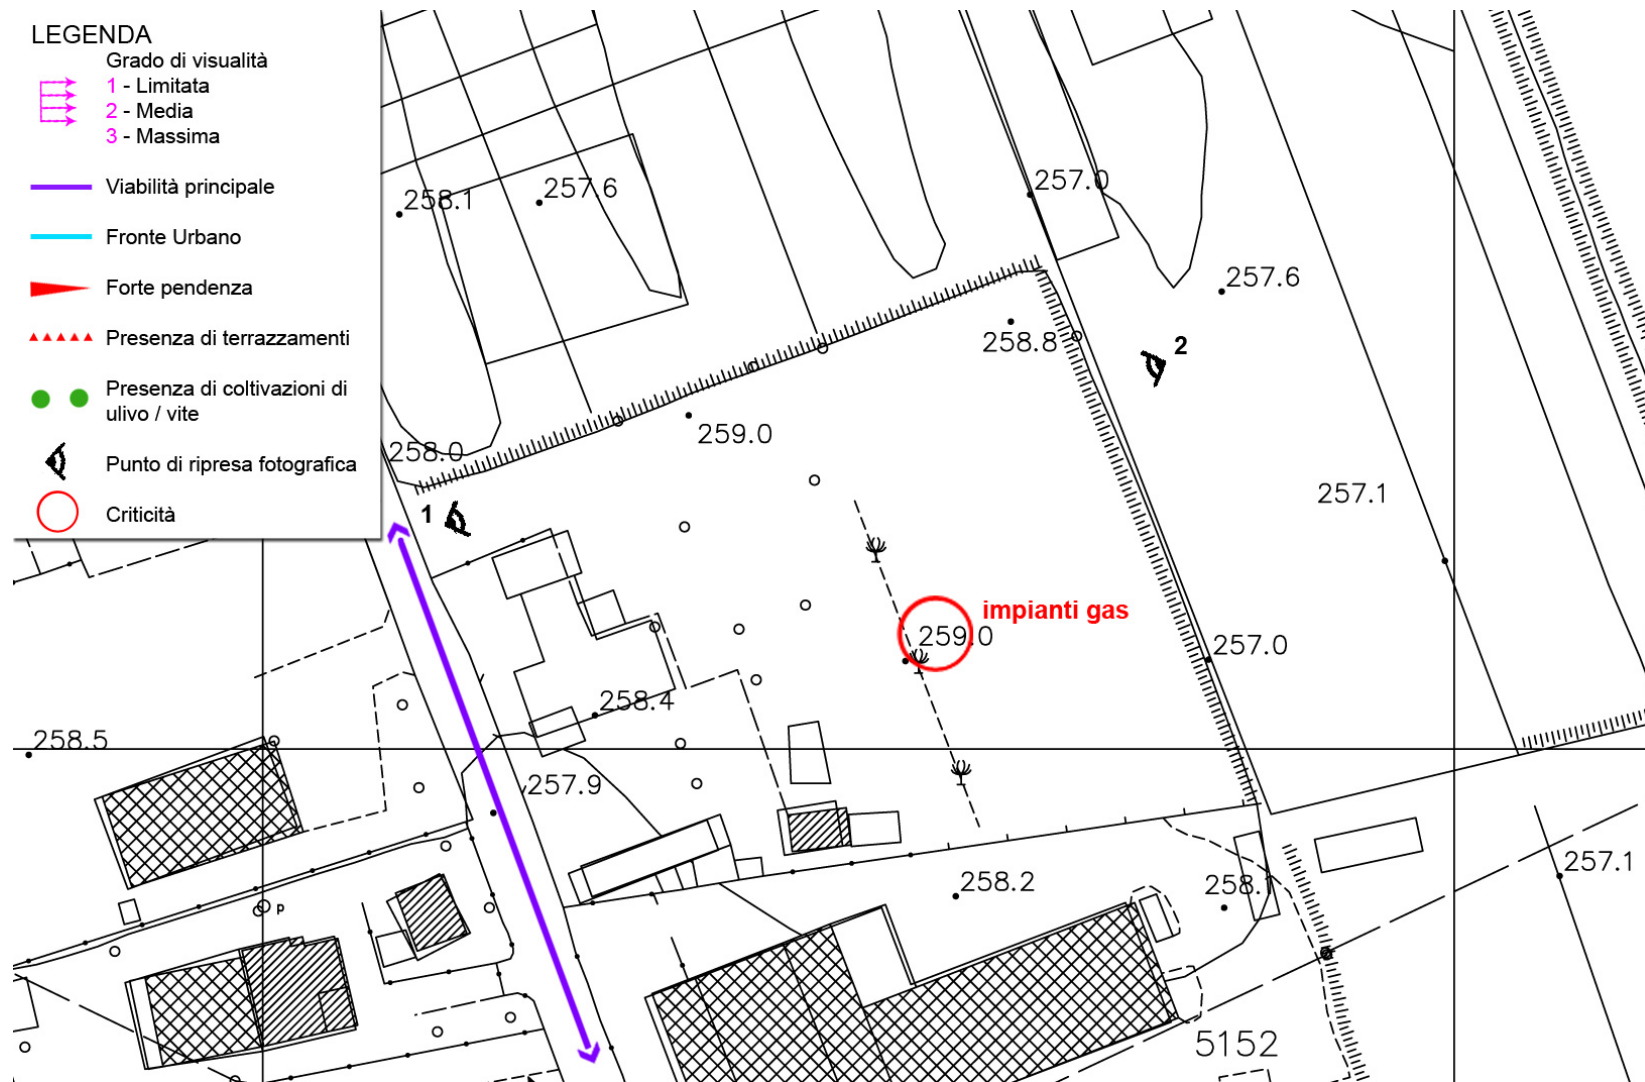 LEGENDA
Grado di visualità
1 - Limitata
2 - Media
3 - Massima
Viabilità principale
Fronte Urbano
Forte pendenza
Presenza di terrazzamenti
Presenza di coltivazioni di
ulivo / vite
Punto di ripresa fotografica
Criticità
258.1
257.6
257.0
257.6
258.8
2
259.0
258.0
257.1
1
impianti gas
259.0
257.0
258.4
258.5
257.9
258.2
258.1
257.1
p
5152